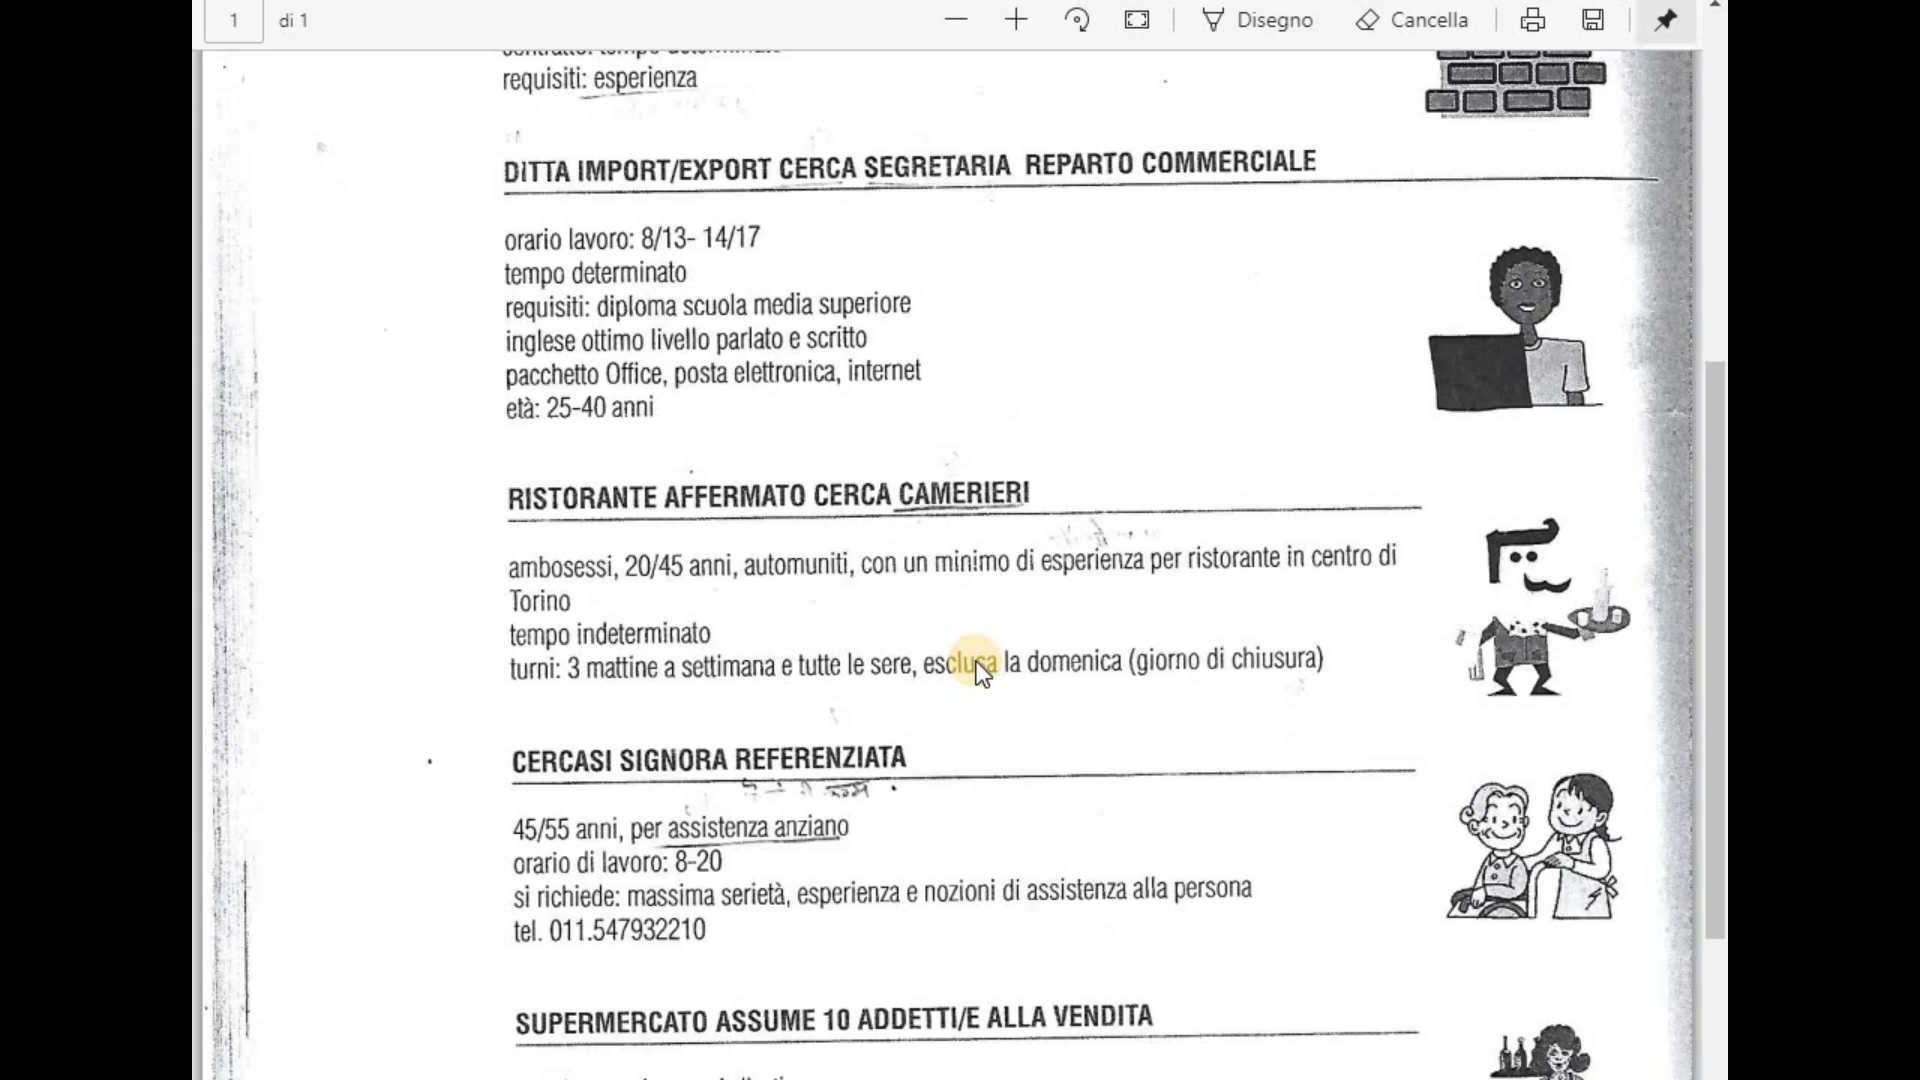 1 di 1 Disegno Cancella
requisiti: esperienza
DITTA IMPORT/EXPORT CERCA SEGRETARIA REPARTO COMMERCIALE
orario lavoro: 8/13- 14/17
tempo determinato
requisiti: diploma scuola media superiore
inglese ottimo livello parlato e scritto
pacchetto Office, posta elettronica, internet
età: 25-40 anni
RISTORANTE AFFERMATO CERCA CAMERIERI
ambosessi, 20/45 anni, automuniti, con un minimo di esperienza per ristorante in centro di
Torino
tempo indeterminato
turni: 3 mattine a settimana e tutte le sere, esclusa la domenica (giorno di chiusura)
CERCASI SIGNORA REFERENZIATA
45/55 anni, per assistenza anziano
orario di lavoro: 8-20
si richiede: massima serietà, esperienza e nozioni di assistenza alla persona
tel. 011.547932210
SUPERMERCATO ASSUME 10 ADDETTI/E ALLA VENDITA